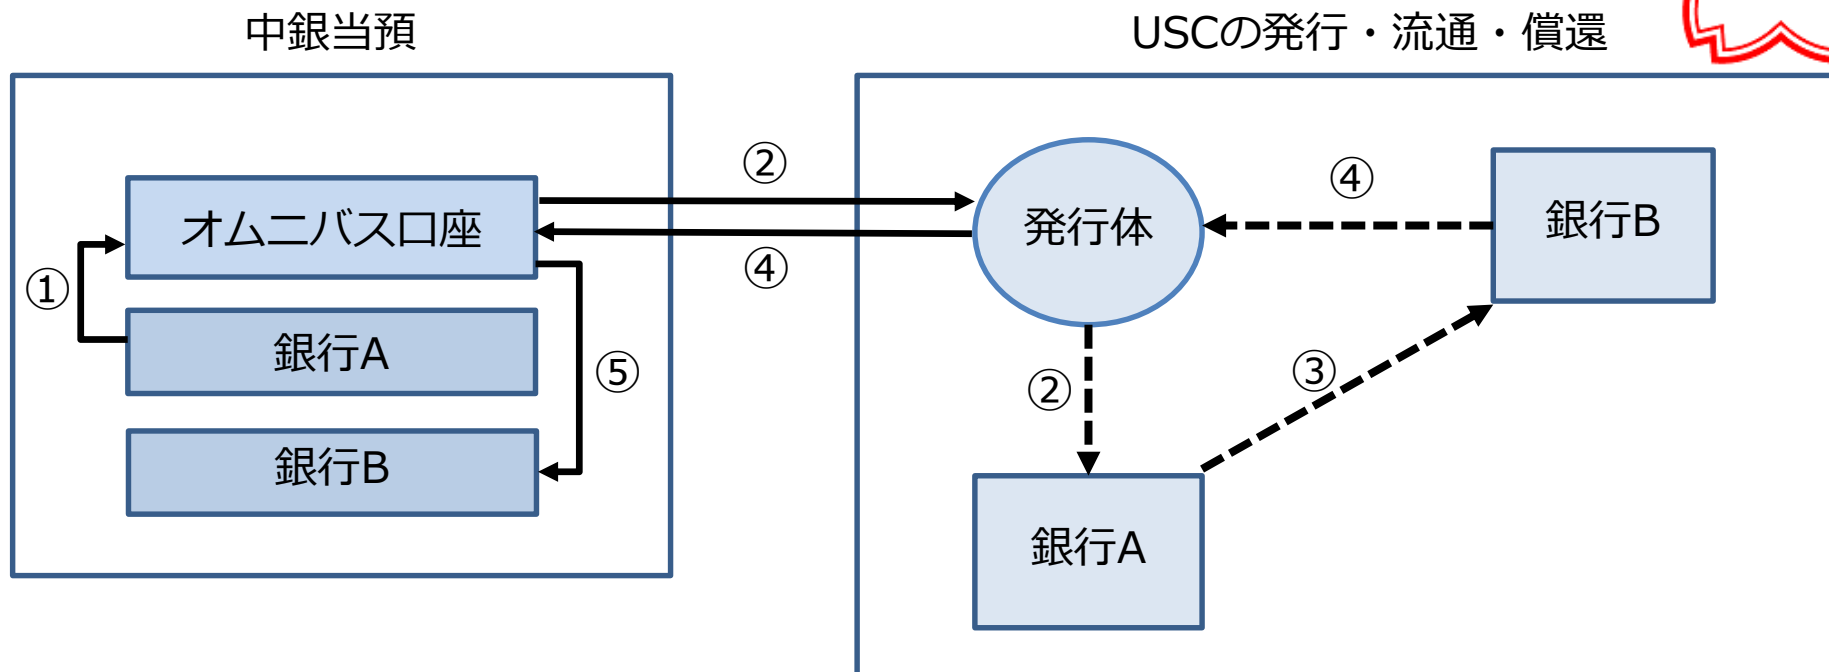 中銀当預
USCの発行・流通・償還
オムニバス口座
銀行A
銀行B
①
⑤
②
④
発行体
④
銀行B
②
③
銀行A